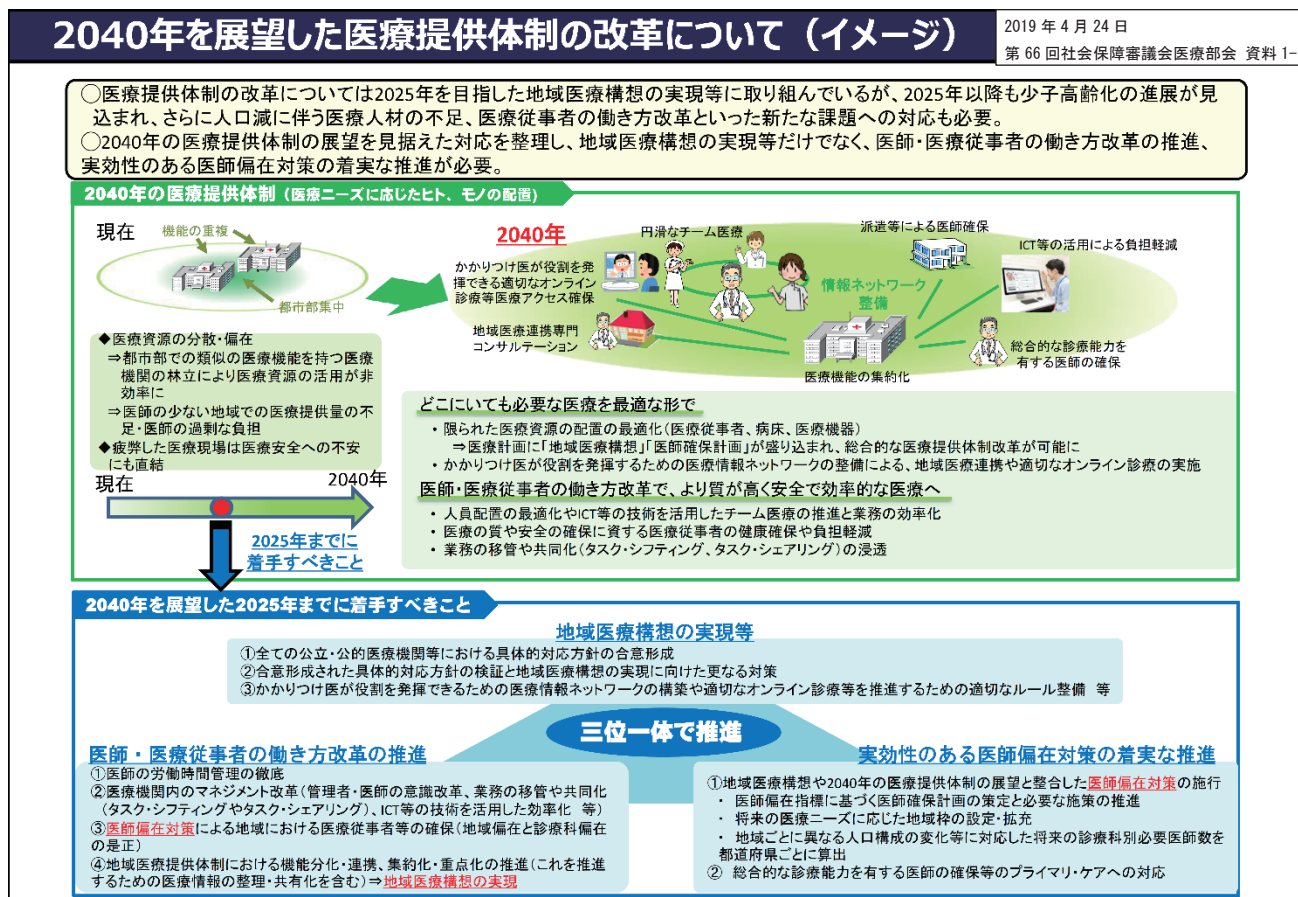 2040年を展望した医療提供体制の改革について（イメージ）
2019年4月24日
第66回社会保障審議会医療部会 資料1-
○医療提供体制の改革については2025年を目指した地域医療構想の実現等に取り組んでいるが、2025年以降も少子高齢化の進展が見
込まれ、さらに人口減に伴う医療人材の不足、医療従事者の働き方改革といった新たな課題への対応も必要。
○2040年の医療提供体制の展望を見据えた対応を整理し、地域医療構想の実現等だけでなく、医師・医療従事者の働き方改革の推進、
実効性のある医師偏在対策の着実な推進が必要。
2040年の医療提供体制（医療ニーズに応じたヒト、モノの配置）
現在
機能の重複
都市部集中
◆医療資源の分散・偏在
⇒都市部での類似の医療機能を持つ医療
機関の林立により医療資源の活用が非
効率に
⇒医師の少ない地域での医療提供量の不
足・医師の過剰な負担
◆疲弊した医療現場は医療安全への不安
にも直結
2040年
円滑なチーム医療
派遣等による医師確保
ICT等の活用による負担軽減
かかりつけ医が役割を発
揮できる適切なオンライン
診療等医療アクセス確保
情報ネットワーク
整備
地域医療連携専門
コンサルテーション
医療機能の集約化
総合的な診療能力を
有する医師の確保
どこにいても必要な医療を最適な形で
・限られた医療資源の配置の最適化（医療従事者、病床、医療機器）
⇒医療計画に「地域医療構想」「医師確保計画」が盛り込まれ、総合的な医療提供体制改革が可能に
・かかりつけ医が役割を発揮するための医療情報ネットワークの整備による、地域医療連携や適切なオンライン診療の実施
医師・医療従事者の働き方改革で、より質が高く安全で効率的な医療へ
・人員配置の最適化やICT等の技術を活用したチーム医療の推進と業務の効率化
・医療の質や安全の確保に資する医療従事者の健康確保や負担軽減
・業務の移管や共同化（タスク・シフティング、タスク・シェアリング）の浸透
現在
2040年
2025年までに
着手すべきこと
2040年を展望した2025年までに着手すべきこと
地域医療構想の実現等
①全ての公立・公的医療機関等における具体的対応方針の合意形成
②合意形成された具体的対応方針の検証と地域医療構想の実現に向けた更なる対策
③かかりつけ医が役割を発揮できるための医療情報ネットワークの構築や適切なオンライン診療等を推進するための適切なルール整備 等
三位一体で推進
医師・医療従事者の働き方改革の推進
①医師の労働時間管理の徹底
②医療機関内のマネジメント改革（管理者・医師の意識改革、業務の移管や共同化
（タスク・シフティングやタスク・シェアリング）、ICT等の技術を活用した効率化 等）
③医師偏在対策による地域における医療従事者等の確保（地域偏在と診療科偏在
の是正）
④地域医療提供体制における機能分化・連携、集約化・重点化の推進（これを推進
するための医療情報の整理・共有化を含む）⇒地域医療構想の実現
実効性のある医師偏在対策の着実な推進
①地域医療構想や2040年の医療提供体制の展望と整合した医師偏在対策の施行
・医師偏在指標に基づく医師確保計画の策定と必要な施策の推進
・将来の医療ニーズに応じた地域枠の設定・拡充
・地域ごとに異なる人口構成の変化等に対応した将来の診療科別必要医師数を
都道府県ごとに算出
② 総合的な診療能力を有する医師の確保等のプライマリ・ケアへの対応